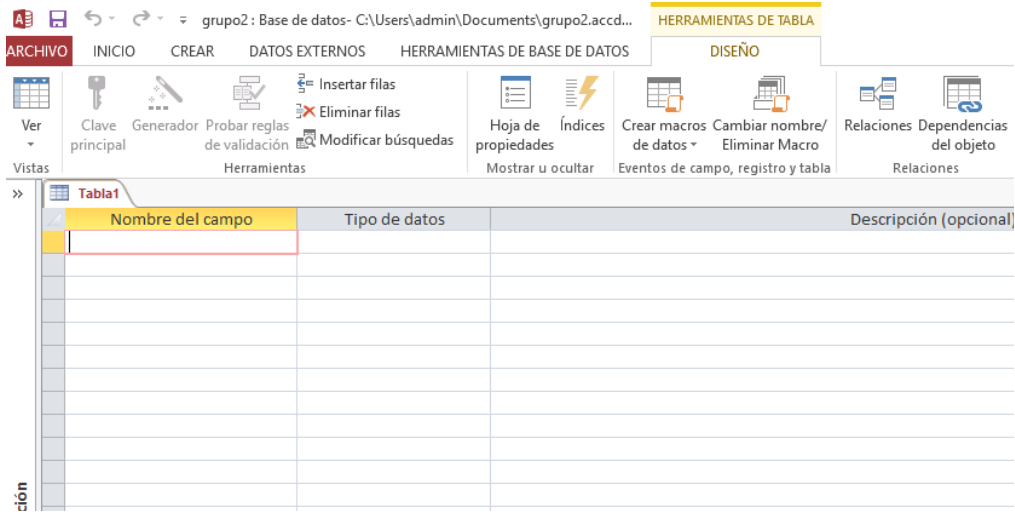 grupo2 : Base de datos- C:\Users\admin\Documents\grupo2.accd...
HERRAMIENTAS DE TABLA
ARCHIVO INICIO CREAR DATOS EXTERNOS HERRAMIENTAS DE BASE DE DATOS DISEÑO
Ver
Clave principal
Generador
Probar reglas de validación
Insertar filas
Eliminar filas
Modificar búsquedas
Hoja de propiedades
Índices
Crear macros de datos
Cambiar nombre/ Eliminar Macro
Relaciones
Dependencias del objeto
Vistas Herramientas Mostrar u ocultar Eventos de campo, registro y tabla Relaciones
» Tabla1
Nombre del campo Tipo de datos Descripción (opcional)
ción